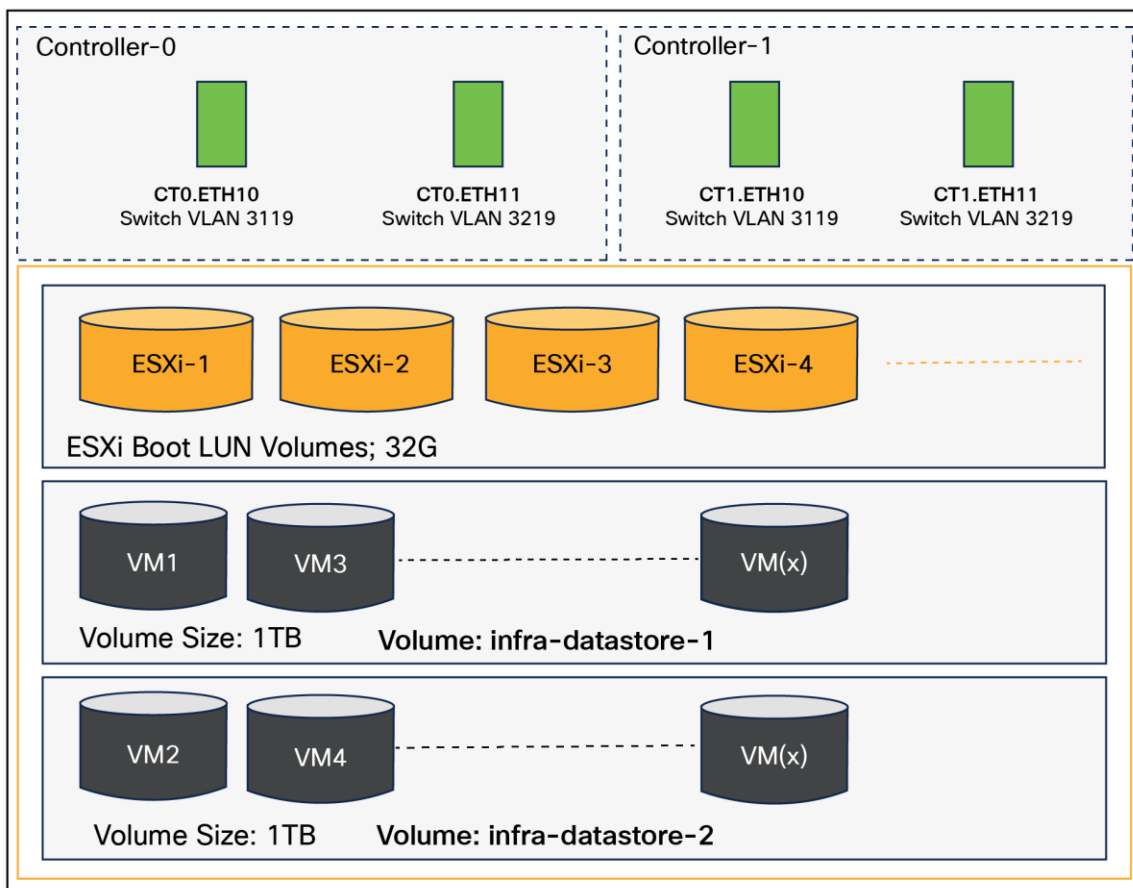 Controller-0
Controller-1
CT0.ETH10
Switch VLAN 3119
CT0.ETH11
Switch VLAN 3219
CT1.ETH10
Switch VLAN 3119
CT1.ETH11
Switch VLAN 3219
ESXi-1
ESXi-2
ESXi-3
ESXi-4
ESXi Boot LUN Volumes; 32G
VM1
VM3
VM(x)
Volume Size: 1TB Volume: infra-datastore-1
VM2
VM4
VM(x)
Volume Size: 1TB Volume: infra-datastore-2